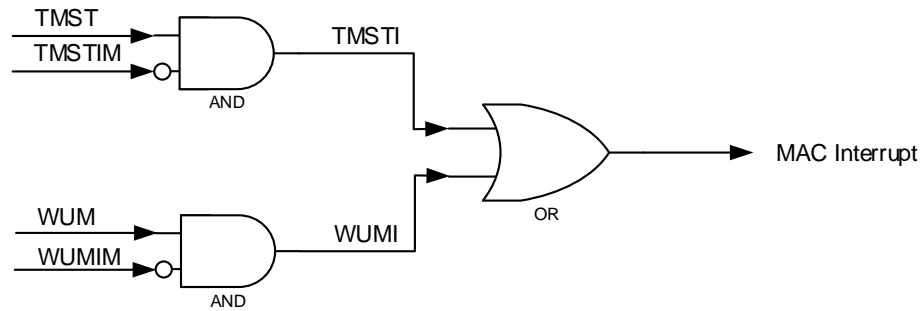 TMST
TMSTIM
TMSTI
AND
MAC Interrupt
OR
WUM
WUMIM
WUMI
AND